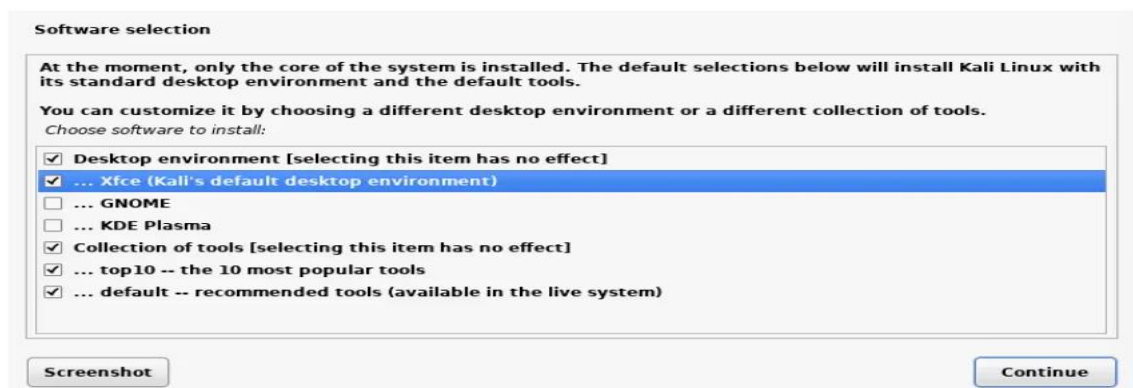 Software selection
At the moment, only the core of the system is installed. The default selections below will install Kali Linux with
its standard desktop environment and the default tools.
You can customize it by choosing a different desktop environment or a different collection of tools.
Choose software to install:
Desktop environment [selecting this item has no effect]
... Xfce (Kali's default desktop environment)
... GNOME
... KDE Plasma
Collection of tools [selecting this item has no effect]
... top10 -- the 10 most popular tools
... default -- recommended tools (available in the live system)
Screenshot
Continue